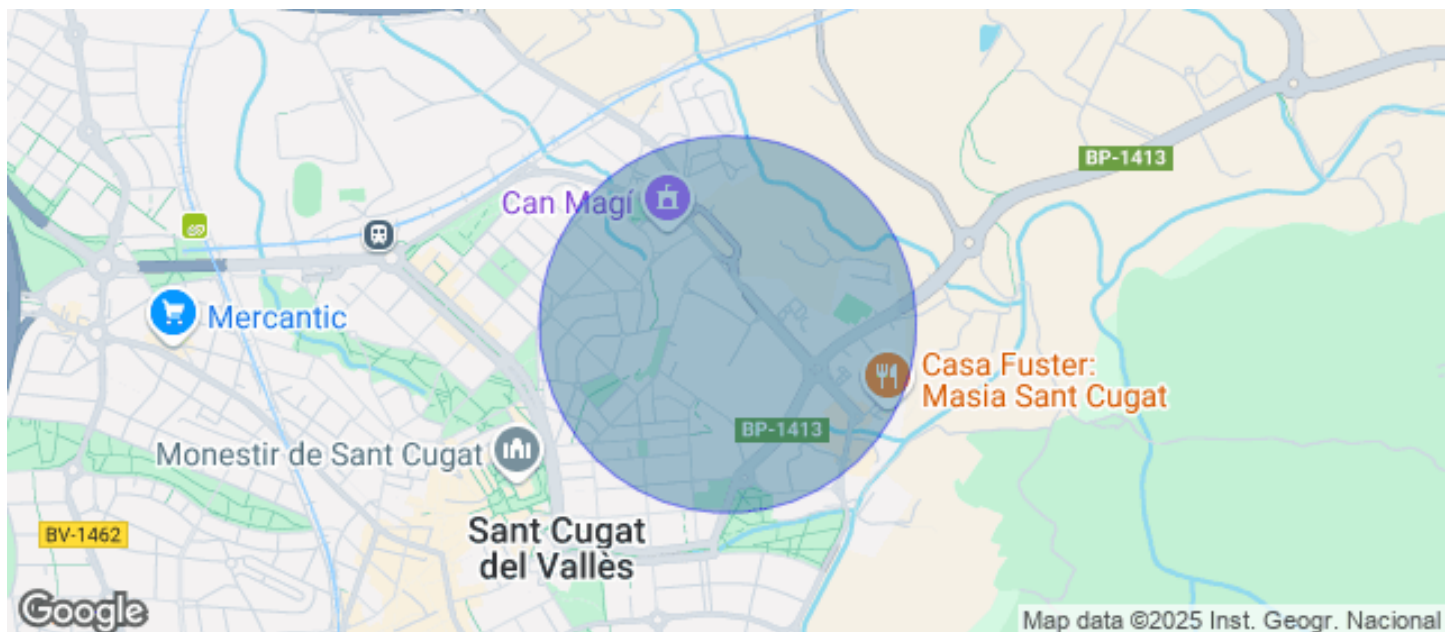 BP-1413
Can Magí
Mercantic
Casa Fuster:
Masia Sant Cugat
BP-1413
Monestir de Sant Cugat
Sant Cugat
del Vallès
BV-1462
Google
Map data ©2025 Inst. Geogr. Nacional